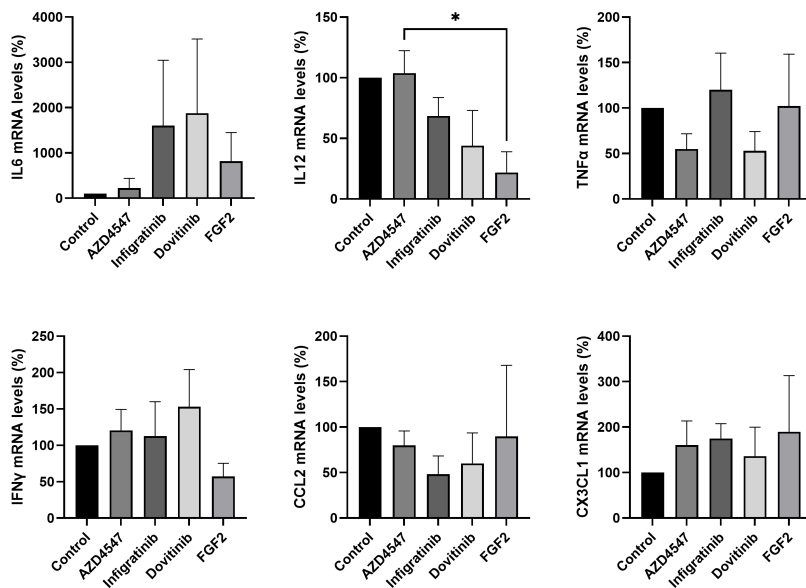 IL6 mRNA levels (%)
4000
3000
2000
1000
0
Control
AZD4547
Infigratinib
Dovitinib
FGF2
IL12 mRNA levels (%)
150
100
50
0
*
Control
AZD4547
Infigratinib
Dovitinib
FGF2
TNFα mRNA levels (%)
200
150
100
50
0
Control
AZD4547
Infigratinib
Dovitinib
FGF2
IFNγ mRNA levels (%)
250
200
150
100
50
0
Control
AZD4547
Infigratinib
Dovitinib
FGF2
CCL2 mRNA levels (%)
200
150
100
50
0
Control
AZD4547
Infigratinib
Dovitinib
FGF2
CX3CL1 mRNA levels (%)
400
300
200
100
0
Control
AZD4547
Infigratinib
Dovitinib
FGF2